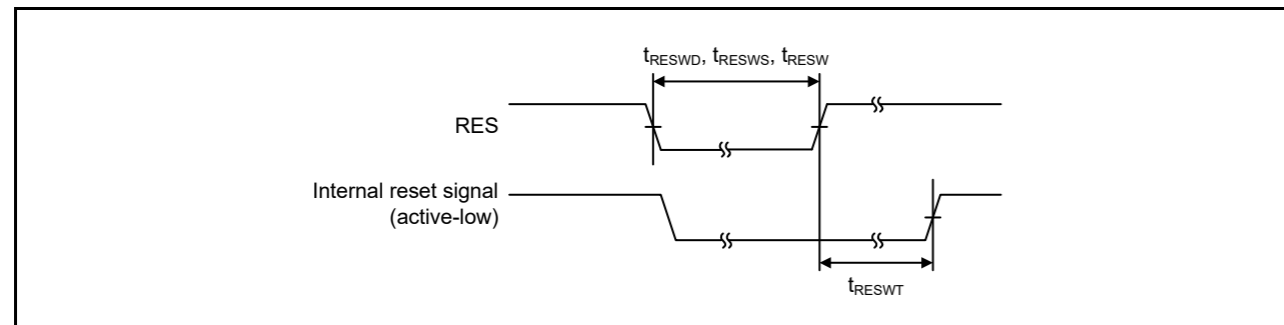 tRESWD, tRESWS, tRESW
RES
Internal reset signal
(active-low)
tRESWT